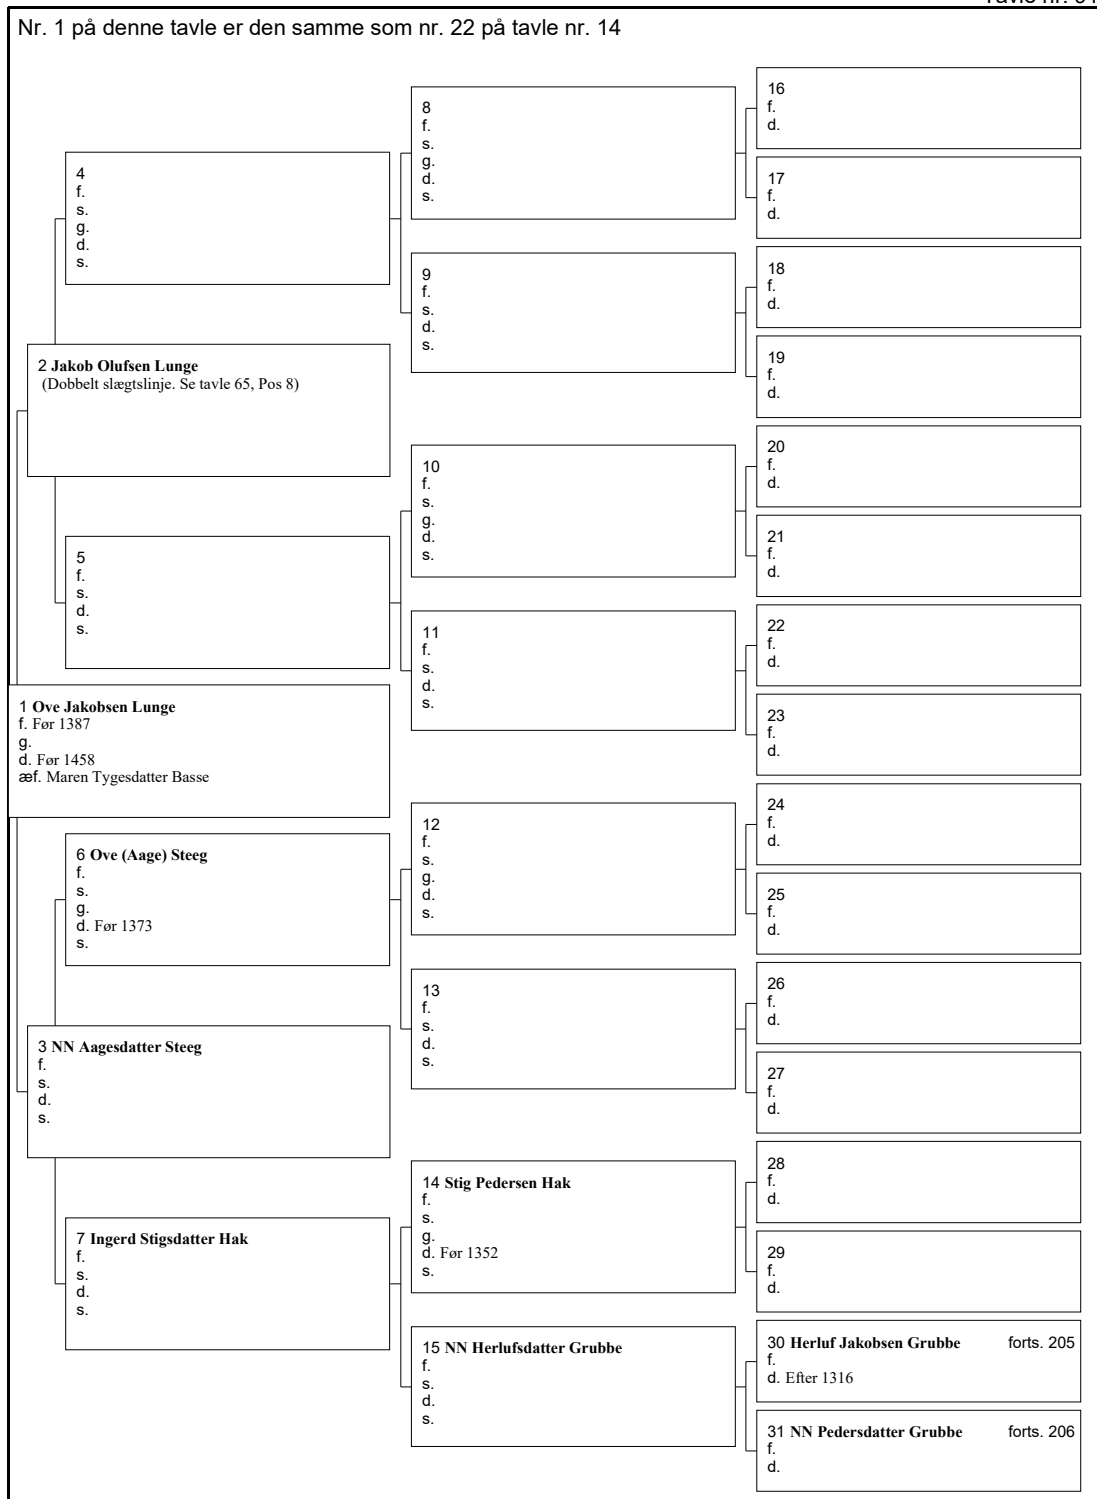 Nr. 1 på denne tavle er den samme som nr. 22 på tavle nr. 14
16
f.
d.
8
f.
s.
g.
d.
s.
17
f.
d.
4
f.
s.
g.
d.
s.
18
f.
d.
9
f.
s.
d.
s.
19
f.
d.
2 Jakob Olufsen Lunge
(Dobbelt slægtslinje. Se tavle 65, Pos 8)
20
f.
d.
10
f.
s.
g.
d.
s.
21
f.
d.
5
f.
s.
d.
s.
22
f.
d.
11
f.
s.
d.
s.
23
f.
d.
1 Ove Jakobsen Lunge
f. Før 1387
g.
d. Før 1458
æf. Maren Tygesdatter Basse
24
f.
d.
12
f.
s.
g.
d.
s.
25
f.
d.
6 Ove (Aage) Steeg
f.
s.
g.
d. Før 1373
s.
26
f.
d.
13
f.
s.
d.
s.
27
f.
d.
3 NN Aagesdatter Steeg
f.
s.
d.
s.
28
f.
d.
14 Stig Pedersen Hak
f.
s.
g.
d. Før 1352
s.
29
f.
d.
7 Ingerd Stigsdatter Hak
f.
s.
d.
s.
30 Herluf Jakobsen Grubbe forts. 205
f.
d. Efter 1316
15 NN Herlufsdatter Grubbe
f.
s.
d.
s.
31 NN Pedersdatter Grubbe forts. 206
f.
d.